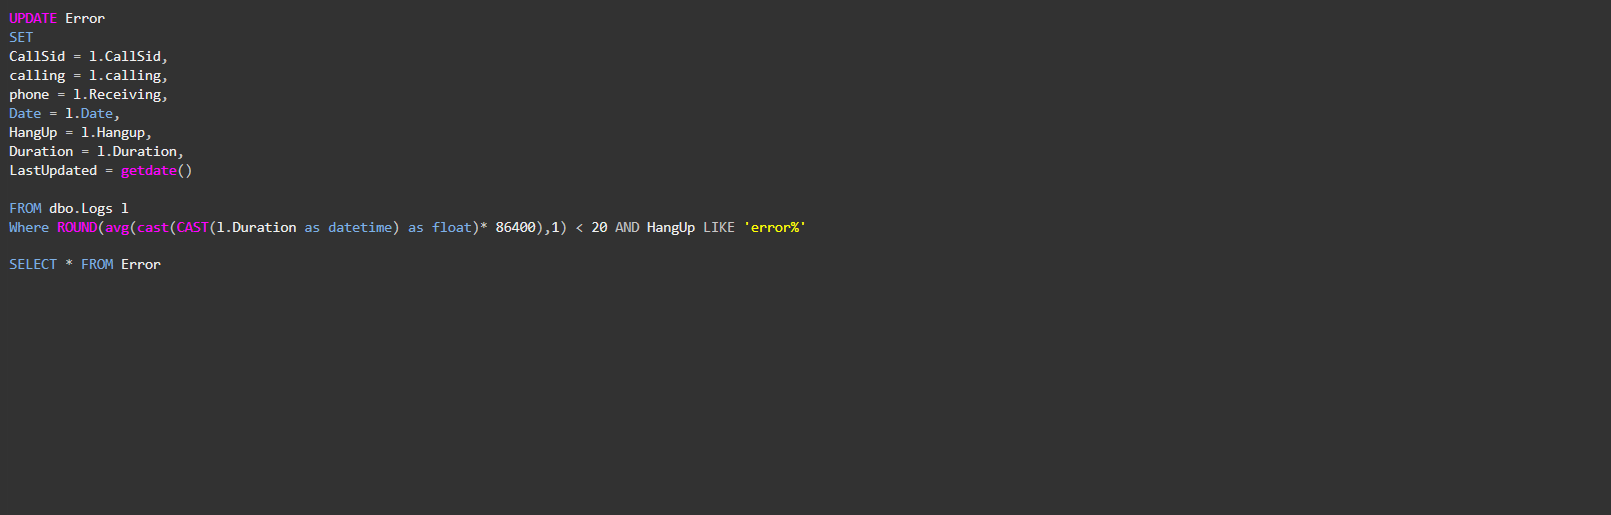 UPDATE Error
SET
CallSid = l.CallSid,
calling = l.calling,
phone = l.Receiving,
Date = l.Date,
HangUp = l.Hangup,
Duration = l.Duration,
LastUpdated = getdate()
FROM dbo.Logs l
Where ROUND(avg(cast(CAST(l.Duration as datetime) as float)* 86400),1) < 20 AND HangUp LIKE 'error%'
SELECT * FROM Error